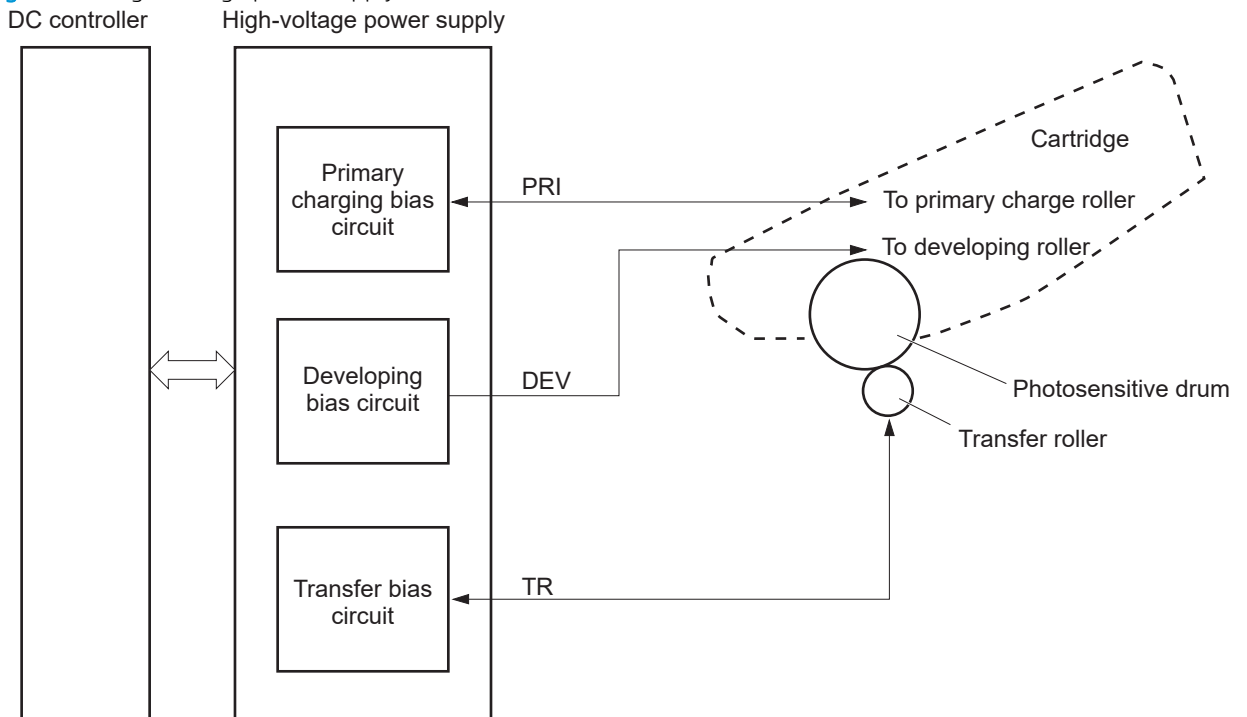 DC controller
High-voltage power supply
Primary
charging bias
circuit
PRI
Cartridge
To primary charge roller
To developing roller
Developing
bias circuit
DEV
Photosensitive drum
Transfer roller
Transfer bias
circuit
TR